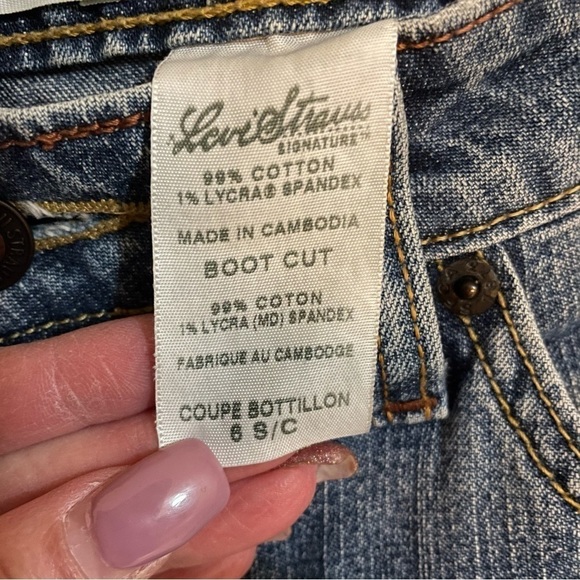 Levi Strauss
SIGNATURE™
99% COTTON
1% LYCRA® SPANDEX
MADE IN CAMBODIA
BOOT CUT
99% COTON
1% LYCRA (MD) SPANDEX
FABRIQUE AU CAMBODGE
COUPE BOTTILLON
6 S/C